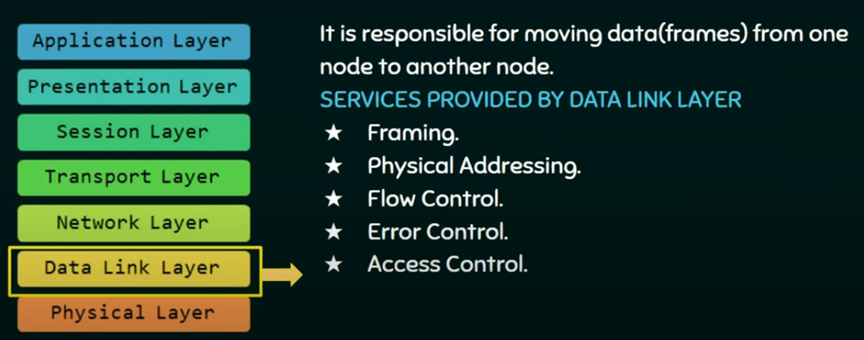 Application Layer
Presentation Layer
Session Layer
Transport Layer
Network Layer
Data Link Layer
Physical Layer
It is responsible for moving data(frames) from one
node to another node.
SERVICES PROVIDED BY DATA LINK LAYER
★ Framing.
★ Physical Addressing.
★ Flow Control.
★ Error Control.
★ Access Control.